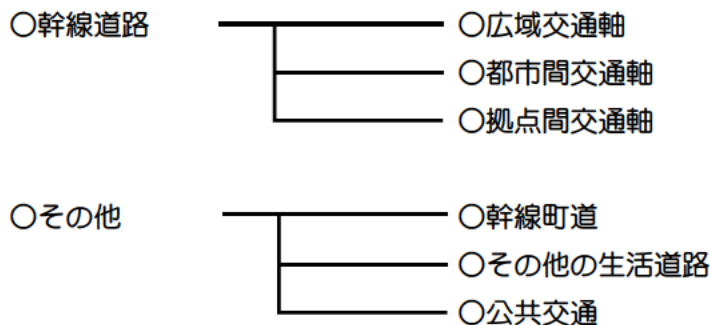 ○幹線道路 ○広域交通軸
○都市間交通軸
○拠点間交通軸
○その他 ○幹線町道
○その他の生活道路
○公共交通